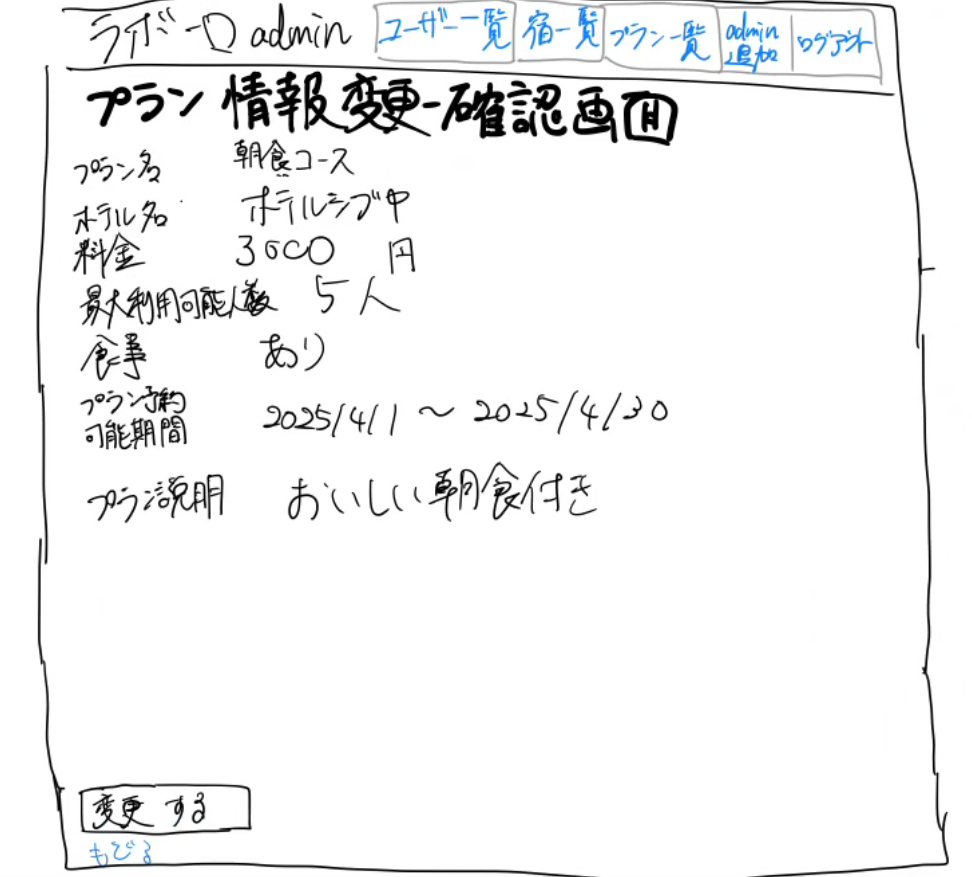 ライボーロ admin ユーザー一覧 宿一覧 プラン一覧 admin追加 ログアウト
プラン情報変更-確認画面
プラン名 朝食コース
ホテル名 ホテルシブ中
料金 3000 円
最大利用可能人数 5人
食事 あり
プラン予約可能期間 2025/4/1 ～ 2025/4/30
プラン説明 おいしい朝食付き
変更する
もどる